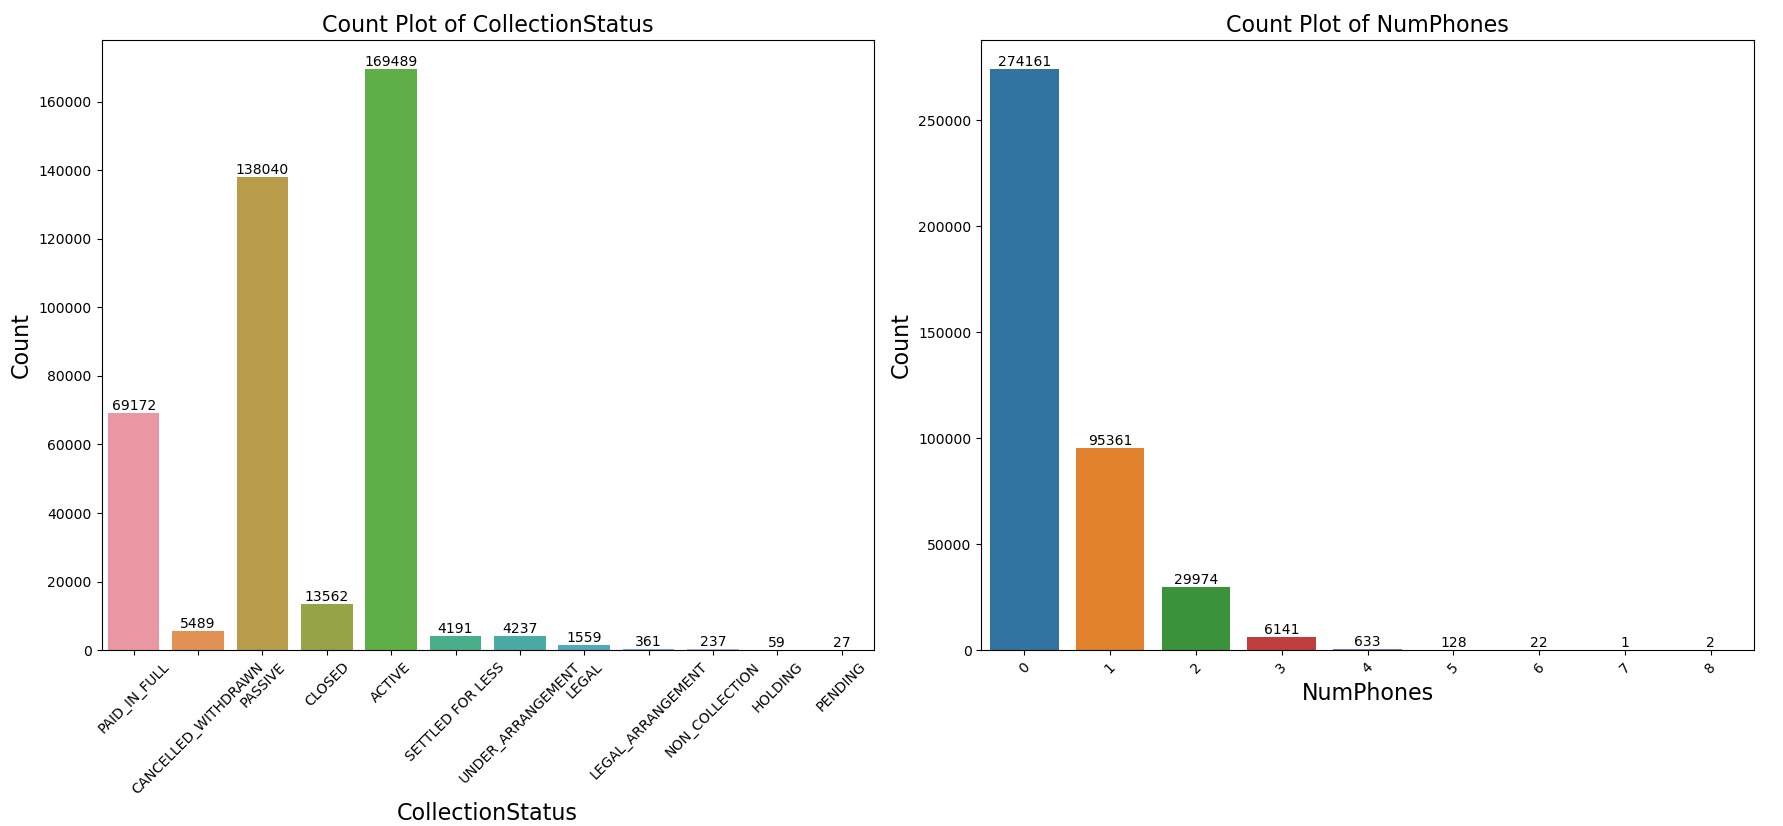 Count Plot of CollectionStatus
Count
160000
140000
120000
100000
80000
60000
40000
20000
0
69172
5489
138040
13562
169489
4191
4237
1559
361
237
59
27
PAID_IN_FULL
CANCELLED_WITHDRAWN
PASSIVE
CLOSED
ACTIVE
SETTLED FOR LESS
UNDER_ARRANGEMENT
LEGAL
LEGAL_ARRANGEMENT
NON_COLLECTION
HOLDING
PENDING
CollectionStatus
Count Plot of NumPhones
Count
250000
200000
150000
100000
50000
0
274161
95361
29974
6141
633
128
22
1
2
0
1
2
3
4
5
6
7
8
NumPhones